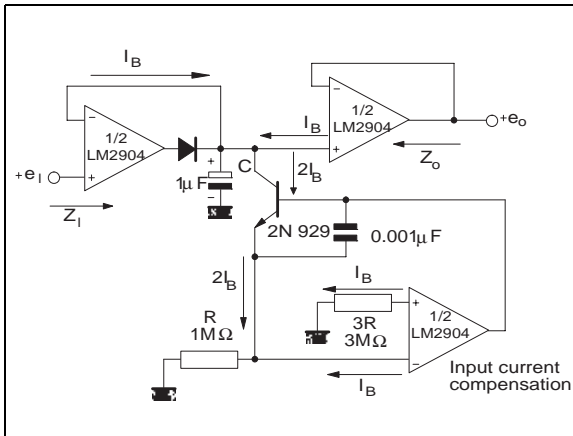 I_B
1/2
LM2904
+e_I
Z_I
+
1μF
C
I_B
2I_B
1/2
LM2904
+e_o
Z_o
2N 929
0.001μF
2I_B
R
1MΩ
I_B
3R
3MΩ
1/2
LM2904
I_B
Input current
compensation